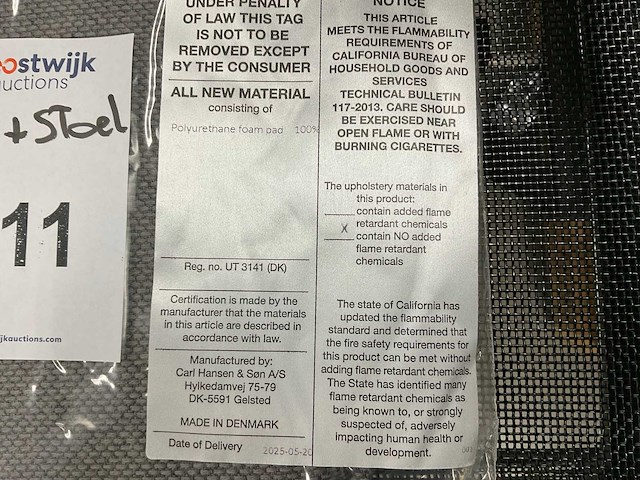 ostwijk
uctions
+ Stoel
11
jkauctions.com
UNDER PENALTY
OF LAW THIS TAG
IS NOT TO BE
REMOVED EXCEPT
BY THE CONSUMER
ALL NEW MATERIAL
consisting of
Polyurethane foam pad 100%
Reg. no. UT 3141 (DK)
Certification is made by the
manufacturer that the materials
in this article are described in
accordance with law.
Manufactured by:
Carl Hansen & Søn A/S
Hylkedamvej 75-79
DK-5591 Gelsted
MADE IN DENMARK
Date of Delivery 2025-05-20
NOTICE
THIS ARTICLE
MEETS THE FLAMMABILITY
REQUIREMENTS OF
CALIFORNIA BUREAU OF
HOUSEHOLD GOODS AND
SERVICES
TECHNICAL BULLETIN
117-2013. CARE SHOULD
BE EXERCISED NEAR
OPEN FLAME OR WITH
BURNING CIGARETTES.
The upholstery materials in
this product:
____ contain added flame
retardant chemicals
X contain NO added
flame retardant
chemicals
The state of California has
updated the flammability
standard and determined that
the fire safety requirements for
this product can be met without
adding flame retardant chemicals.
The State has identified many
flame retardant chemicals as
being known to, or strongly
suspected of, adversely
impacting human health or
development.